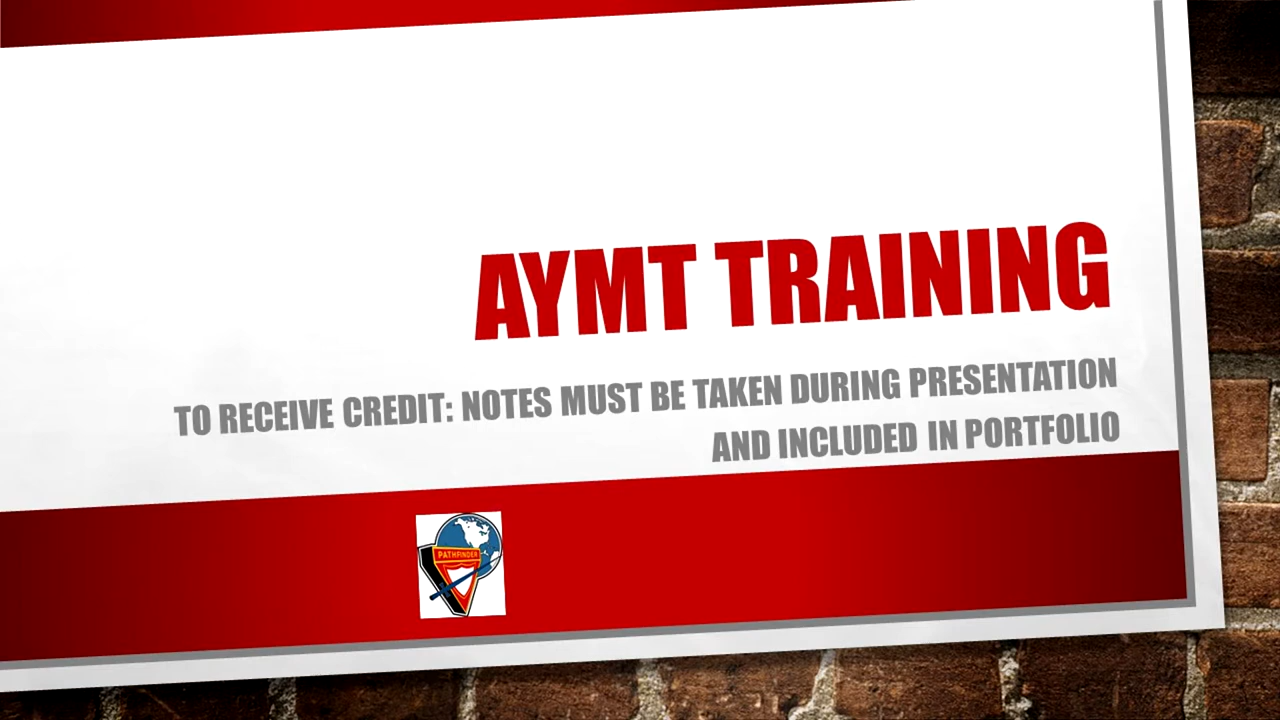 AYMT TRAINING
TO RECEIVE CREDIT: NOTES MUST BE TAKEN DURING PRESENTATION
AND INCLUDED IN PORTFOLIO
PATHFINDER